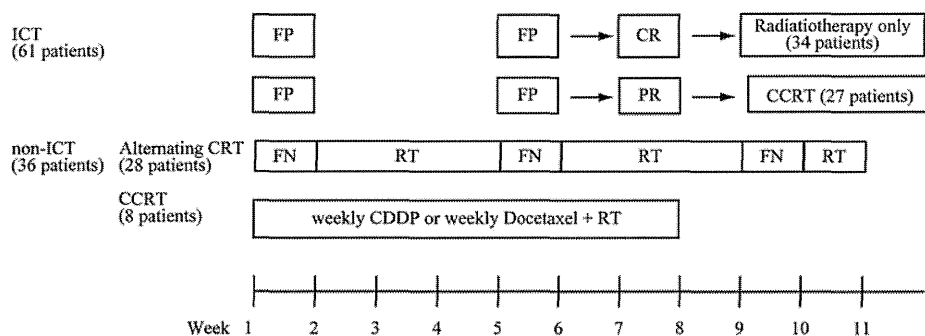 ICT
(61 patients)
FP
FP
CR
Radiatiotherapy only
(34 patients)
FP
FP
PR
CCRT (27 patients)
non-ICT
(36 patients)
Alternating CRT
(28 patients)
FN
RT
FN
RT
FN
RT
CCRT
(8 patients)
weekly CDDP or weekly Docetaxel + RT
Week 1 2 3 4 5 6 7 8 9 10 11